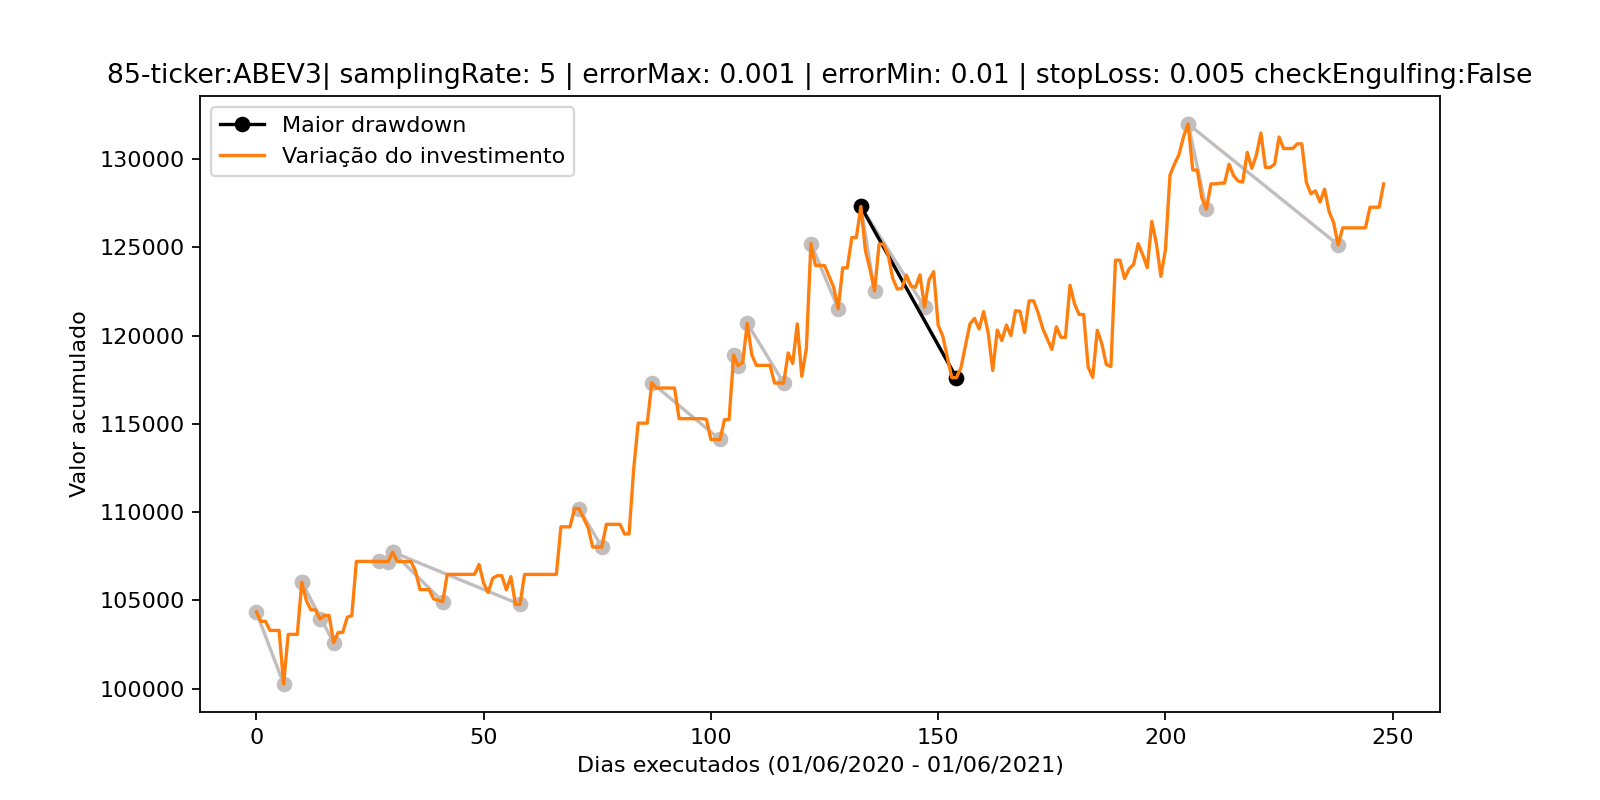 85-ticker:ABEV3| samplingRate: 5 | errorMax: 0.001 | errorMin: 0.01 | stopLoss: 0.005 checkEngulfing:False
Maior drawdown
Variação do investimento
130000
125000
120000
115000
110000
105000
100000
Valor acumulado
0 50 100 150 200 250
Dias executados (01/06/2020 - 01/06/2021)